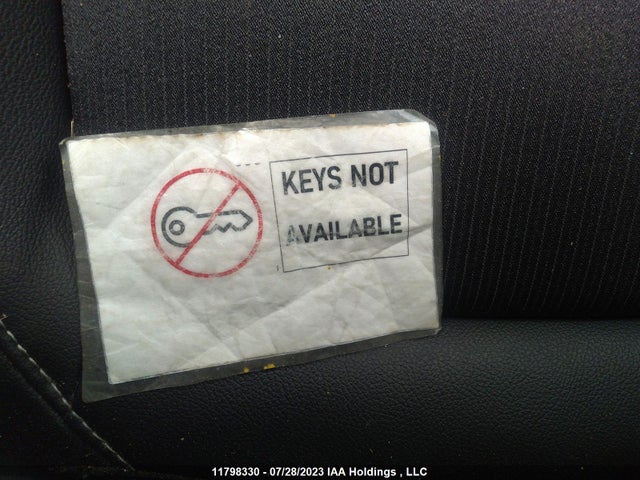 KEYS NOT
AVAILABLE
11798330 - 07/28/2023 IAA Holdings , LLC